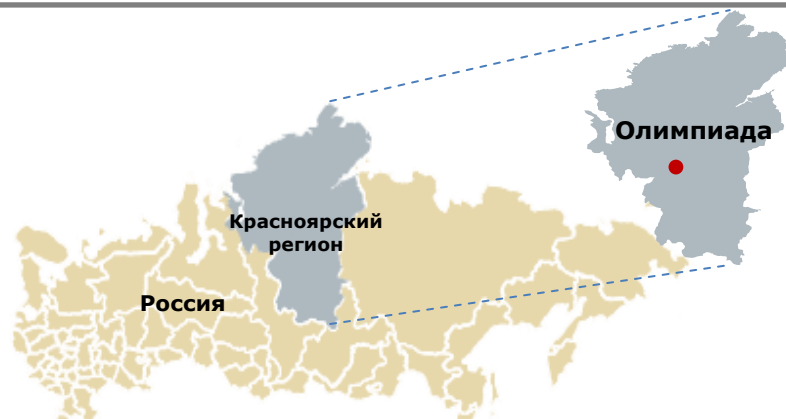 Олимпиада
Красноярский
регион
Россия